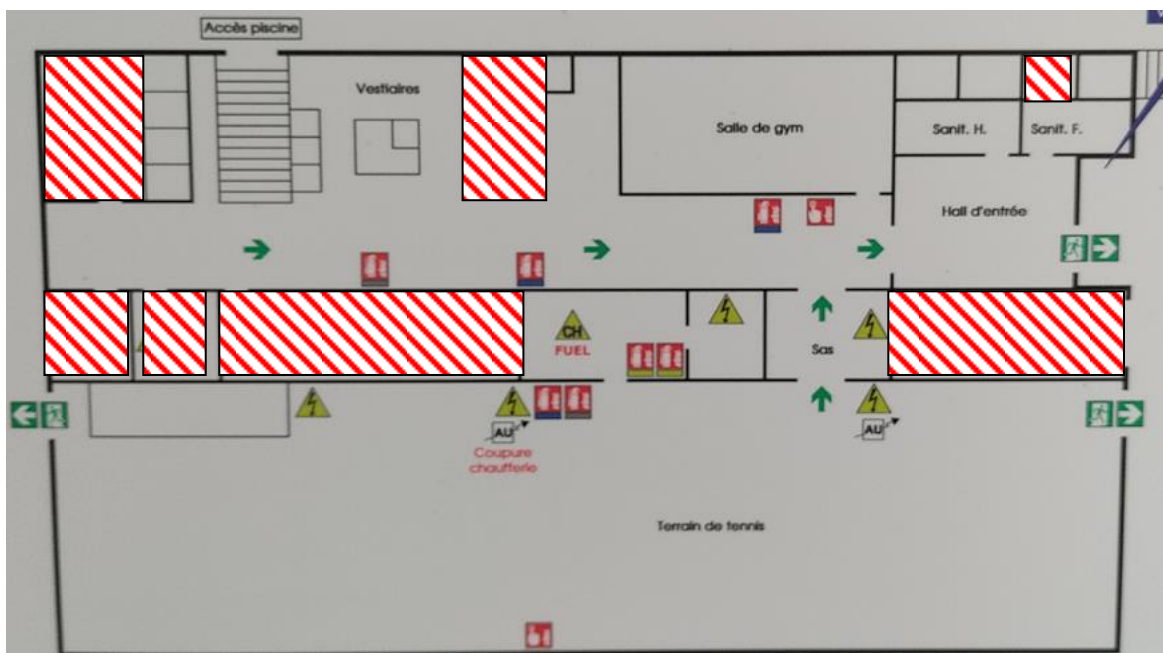 Accès piscine
Vestiaires
Salle de gym
Sanit. H.
Sanit. F.
Hall d'entrée
CH
FUEL
Sas
AU
Coupure
chaufferie
AU
Terrain de tennis